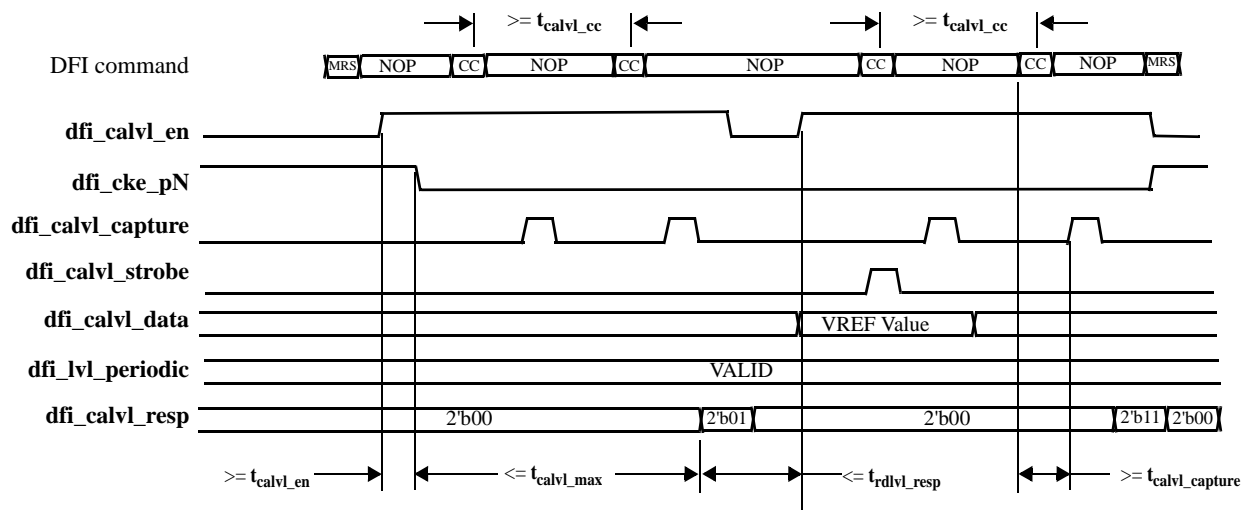 >= tcalvl_cc >= tcalvl_cc
DFI command MRS NOP CC NOP CC NOP CC NOP CC NOP MRS
dfi_calvl_en
dfi_cke_pN
dfi_calvl_capture
dfi_calvl_strobe
dfi_calvl_data VREF Value
dfi_lvl_periodic VALID
dfi_calvl_resp 2'b00 2'b01 2'b00 2'b11 2'b00
>= tcalvl_en <= tcalvl_max <= trdlvl_resp >= tcalvl_capture